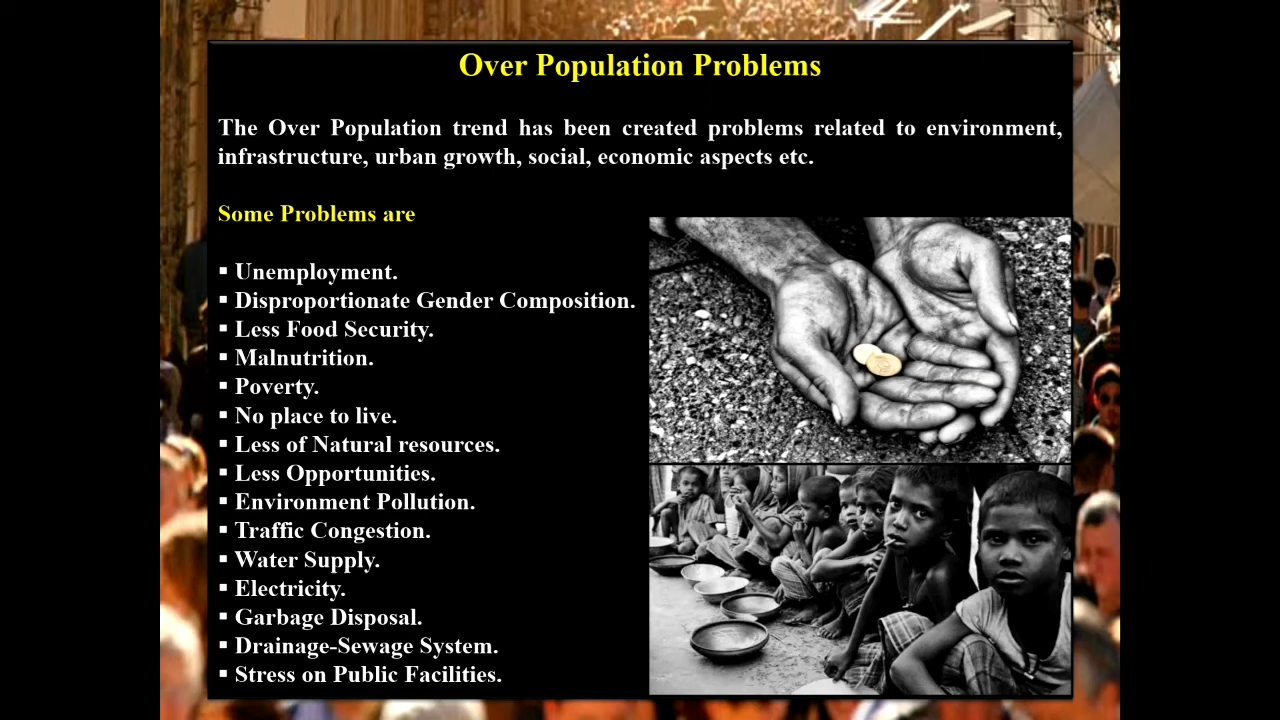 Over Population Problems
The Over Population trend has been created problems related to environment,
infrastructure, urban growth, social, economic aspects etc.
Some Problems are
▪ Unemployment.
▪ Disproportionate Gender Composition.
▪ Less Food Security.
▪ Malnutrition.
▪ Poverty.
▪ No place to live.
▪ Less of Natural resources.
▪ Less Opportunities.
▪ Environment Pollution.
▪ Traffic Congestion.
▪ Water Supply.
▪ Electricity.
▪ Garbage Disposal.
▪ Drainage-Sewage System.
▪ Stress on Public Facilities.